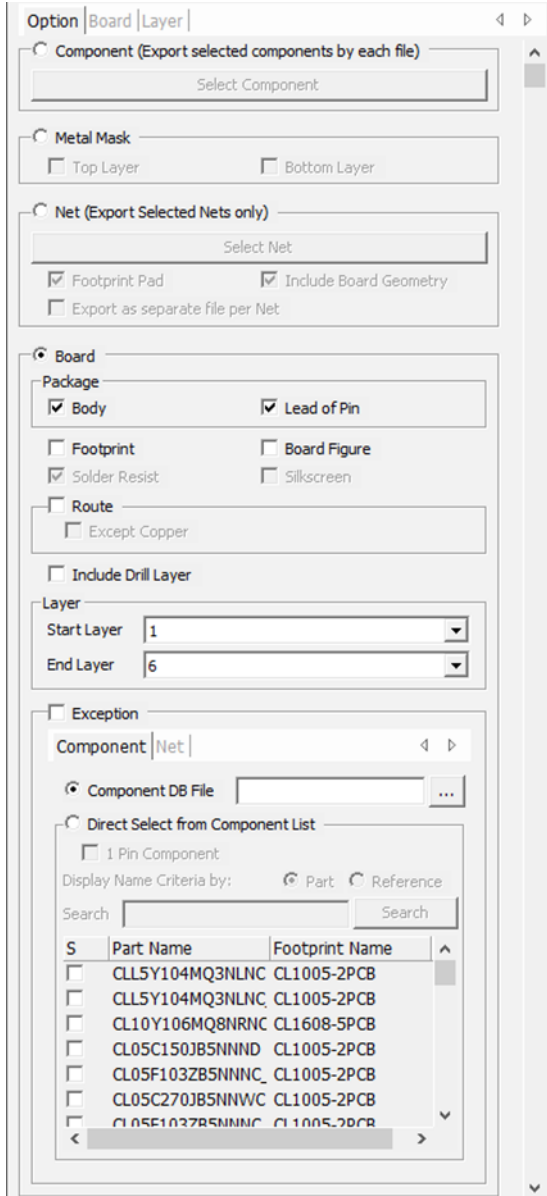 Option Board Layer
Component (Export selected components by each file)
Select Component
Metal Mask
Top Layer Bottom Layer
Net (Export Selected Nets only)
Select Net
Footprint Pad Include Board Geometry
Export as separate file per Net
Board
Package
Body Lead of Pin
Footprint Board Figure
Solder Resist Silkscreen
Route
Except Copper
Include Drill Layer
Layer
Start Layer 1
End Layer 6
Exception
Component Net
Component DB File ...
Direct Select from Component List
1 Pin Component
Display Name Criteria by: Part Reference
Search Search
S Part Name Footprint Name
CLL5Y104MQ3NLNC CL1005-2PCB
CLL5Y104MQ3NLNC_ CL1005-2PCB
CL10Y106MQ8NRNC CL1608-5PCB
CL05C150JB5NNND CL1005-2PCB
CL05F103ZB5NNNC_ CL1005-2PCB
CL05C270JB5NNWC CL1005-2PCB
CL05F103ZB5NNNC CL1005-2PCB